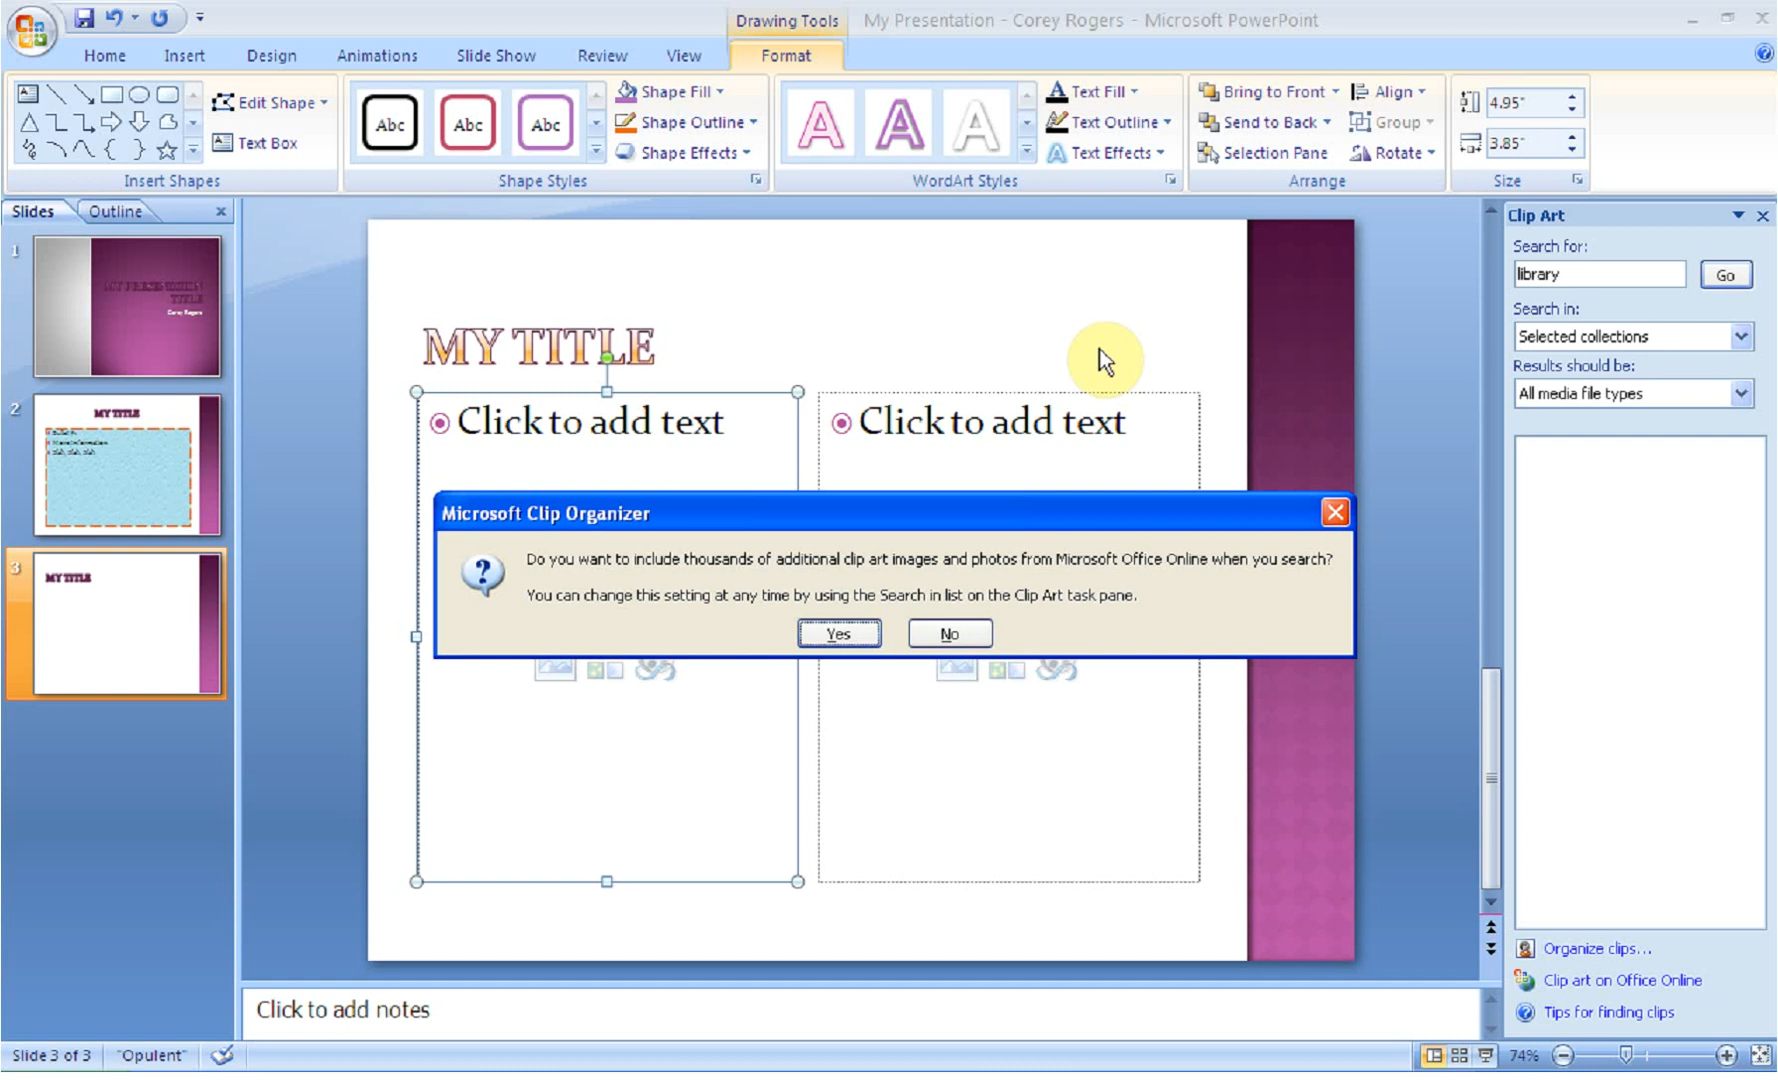 Drawing Tools
My Presentation - Corey Rogers - Microsoft PowerPoint
Home Insert Design Animations Slide Show Review View Format
Edit Shape
Text Box
Insert Shapes
Abc Abc Abc
Shape Fill
Shape Outline
Shape Effects
Shape Styles
A A A
Text Fill
Text Outline
Text Effects
WordArt Styles
Bring to Front
Send to Back
Selection Pane
Align
Group
Rotate
Arrange
4.95"
3.85"
Size
Slides Outline
1
MY PRESENTATION
TITLE
Corey Rogers
2
MY TITLE
3
MY TITLE
MY TITLE
Click to add text
Click to add text
Microsoft Clip Organizer
Do you want to include thousands of additional clip art images and photos from Microsoft Office Online when you search?
You can change this setting at any time by using the Search in list on the Clip Art task pane.
Yes No
Clip Art
Search for:
library
Go
Search in:
Selected collections
Results should be:
All media file types
Organize clips...
Clip art on Office Online
Tips for finding clips
Click to add notes
Slide 3 of 3
"Opulent"
74%